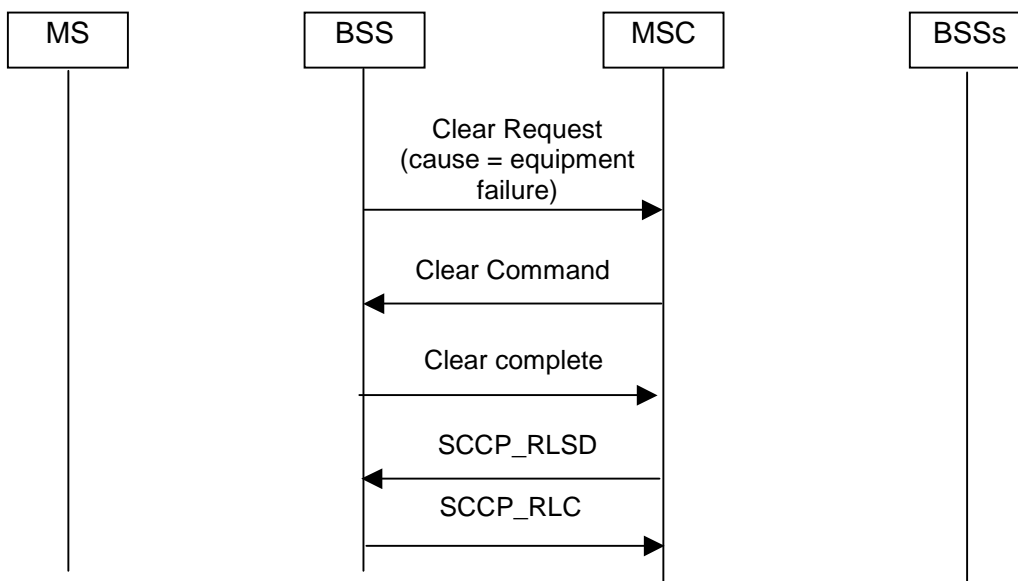 MS
BSS
MSC
BSSs
Clear Request
(cause = equipment
failure)
Clear Command
Clear complete
SCCP_RLSD
SCCP_RLC